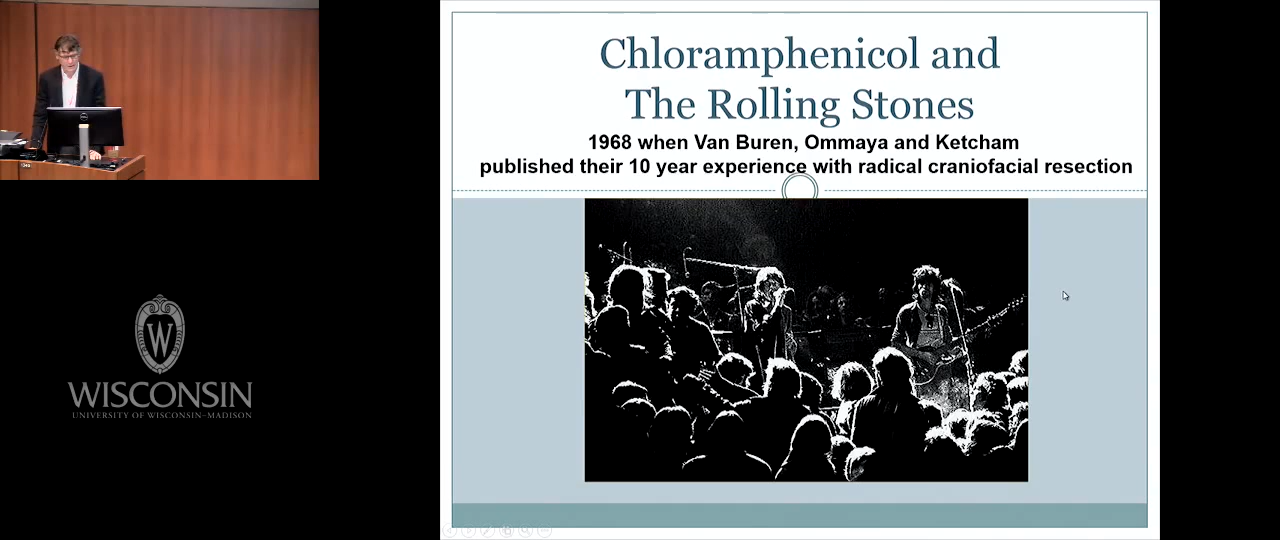 Chloramphenicol and
The Rolling Stones
1968 when Van Buren, Ommaya and Ketcham
published their 10 year experience with radical craniofacial resection
W
WISCONSIN
UNIVERSITY OF WISCONSIN–MADISON